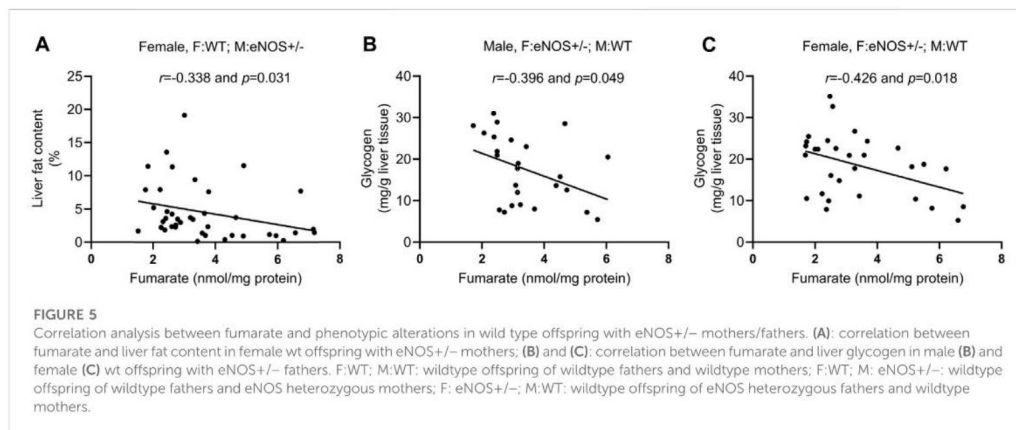 A
Female, F:WT; M:eNOS+/-
r=-0.338 and p=0.031
25
20
15
10
5
0
Liver fat content
(%
0 2 4 6 8
Fumarate (nmol/mg protein)
B
Male, F:eNOS+/-; M:WT
r=-0.396 and p=0.049
40
30
20
10
0
Glycogen
(mg/g liver tissue)
0 2 4 6 8
Fumarate (nmol/mg protein)
C
Female, F:eNOS+/-; M:WT
r=-0.426 and p=0.018
40
30
20
10
0
Glycogen
(mg/g liver tissue)
0 2 4 6 8
Fumarate (nmol/mg protein)
FIGURE 5
Correlation analysis between fumarate and phenotypic alterations in wild type offspring with eNOS+/− mothers/fathers. (A): correlation between
fumarate and liver fat content in female wt offspring with eNOS+/− mothers; (B) and (C): correlation between fumarate and liver glycogen in male (B) and
female (C) wt offspring with eNOS+/− fathers. F:WT; M:WT: wildtype offspring of wildtype fathers and wildtype mothers; F:WT; M: eNOS+/−: wildtype
offspring of wildtype fathers and eNOS heterozygous mothers; F: eNOS+/−; M:WT: wildtype offspring of eNOS heterozygous fathers and wildtype
mothers.